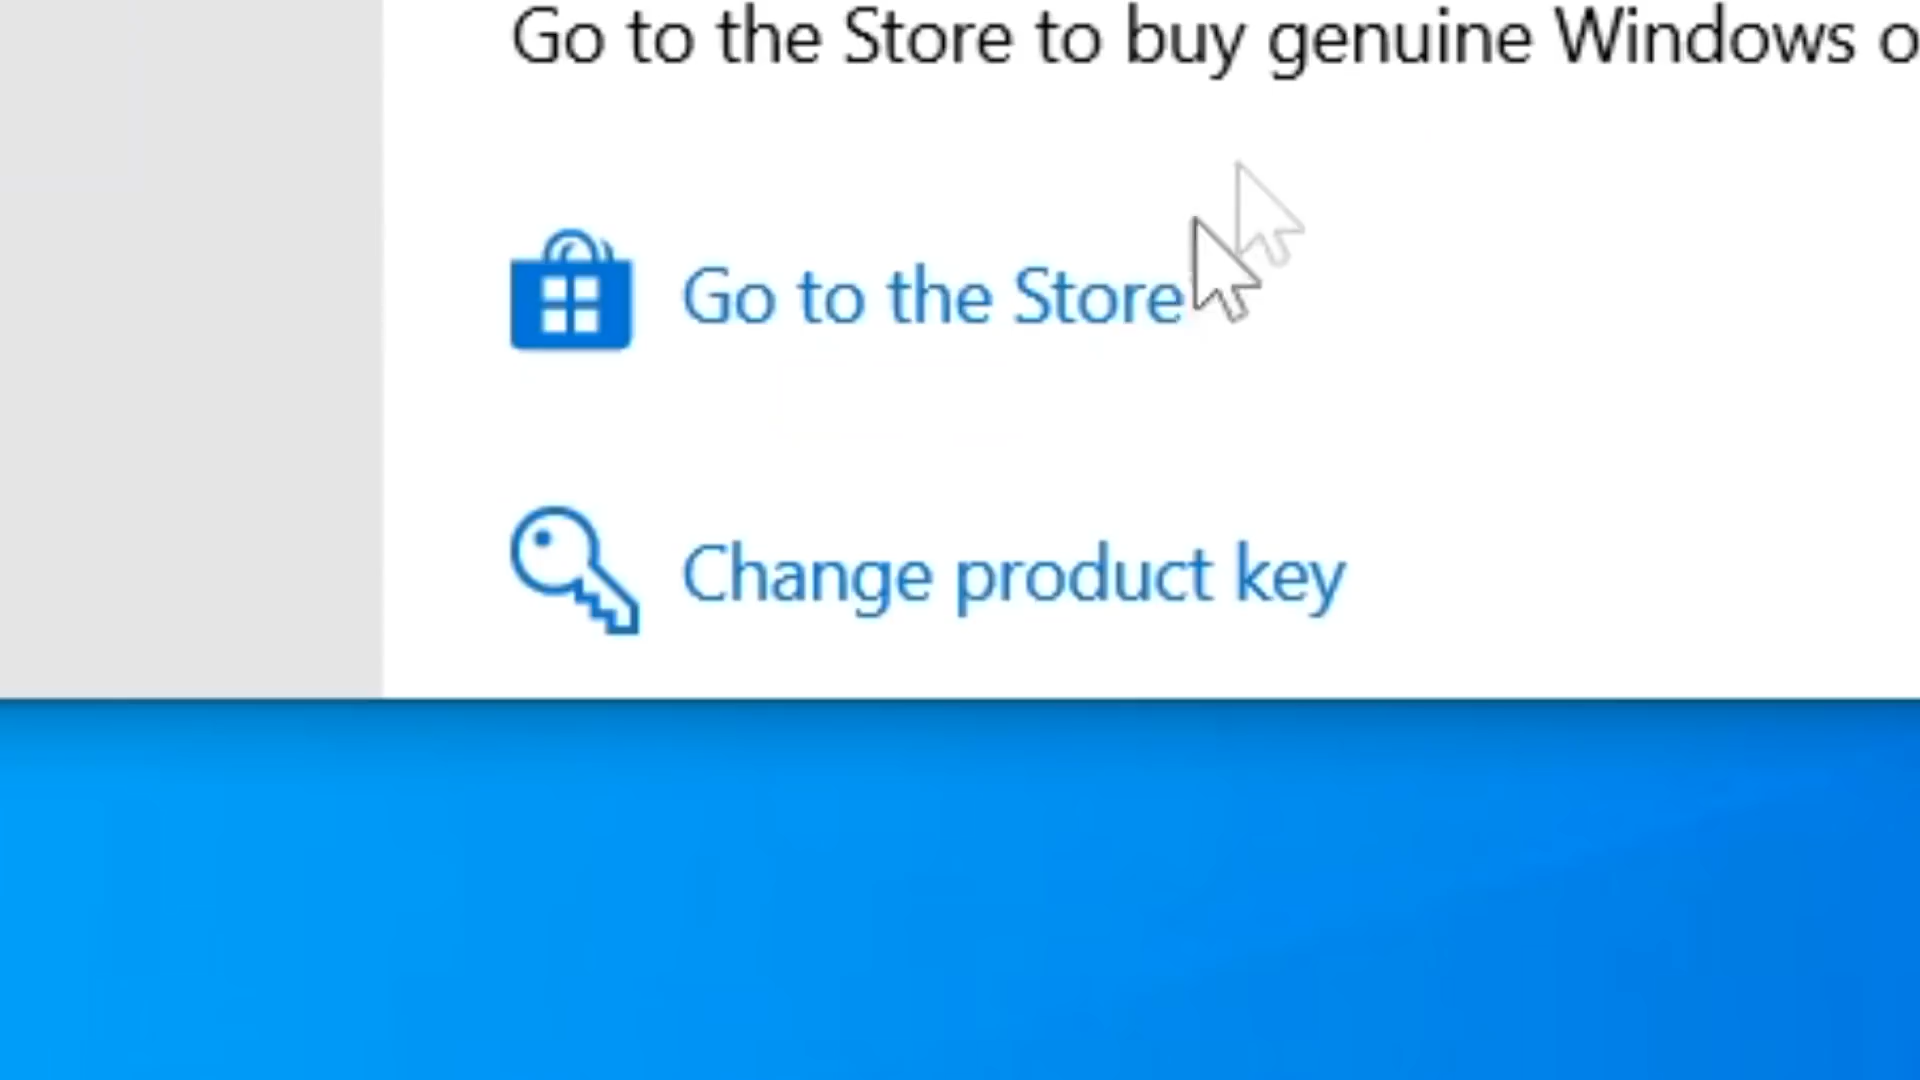 Go to the Store to buy genuine Windows o
Go to the Store
Change product key